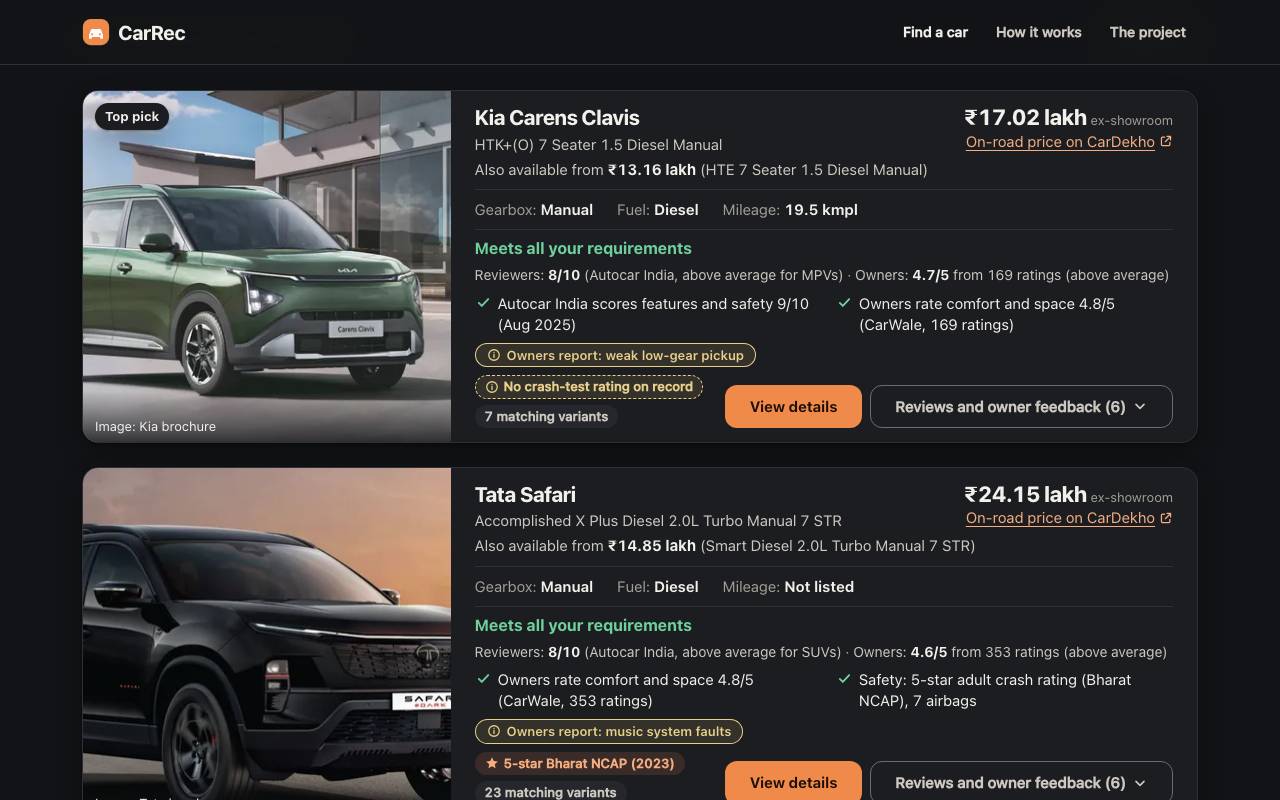 CarRec
Find a car
How it works
The project
Top pick
Kia Carens Clavis
₹17.02 lakh ex-showroom
HTK+(O) 7 Seater 1.5 Diesel Manual
On-road price on CarDekho
Also available from ₹13.16 lakh (HTE 7 Seater 1.5 Diesel Manual)
Gearbox: Manual Fuel: Diesel Mileage: 19.5 kmpl
Meets all your requirements
Reviewers: 8/10 (Autocar India, above average for MPVs) · Owners: 4.7/5 from 169 ratings (above average)
Autocar India scores features and safety 9/10
(Aug 2025)
Owners rate comfort and space 4.8/5
(CarWale, 169 ratings)
Owners report: weak low-gear pickup
No crash-test rating on record
7 matching variants
View details
Reviews and owner feedback (6)
KIA
Carens Clavis
Image: Kia brochure
Tata Safari
₹24.15 lakh ex-showroom
Accomplished X Plus Diesel 2.0L Turbo Manual 7 STR
On-road price on CarDekho
Also available from ₹14.85 lakh (Smart Diesel 2.0L Turbo Manual 7 STR)
Gearbox: Manual Fuel: Diesel Mileage: Not listed
Meets all your requirements
Reviewers: 8/10 (Autocar India, above average for SUVs) · Owners: 4.6/5 from 353 ratings (above average)
Owners rate comfort and space 4.8/5
(CarWale, 353 ratings)
Safety: 5-star adult crash rating (Bharat
NCAP), 7 airbags
Owners report: music system faults
5-star Bharat NCAP (2023)
23 matching variants
View details
Reviews and owner feedback (6)
SAFARI
#DARK